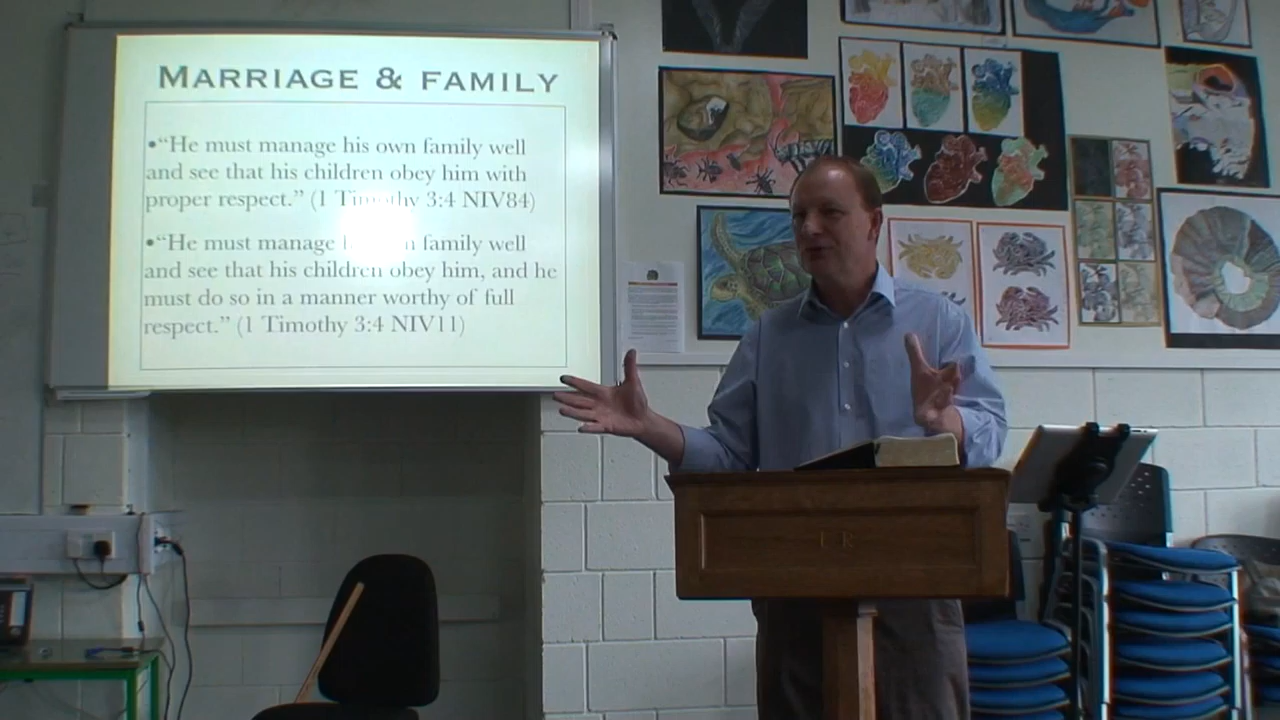 MARRIAGE & FAMILY
•“He must manage his own family well
and see that his children obey him with
proper respect.” (1 Timothy 3:4 NIV84)
•“He must manage his own family well
and see that his children obey him, and he
must do so in a manner worthy of full
respect.” (1 Timothy 3:4 NIV11)